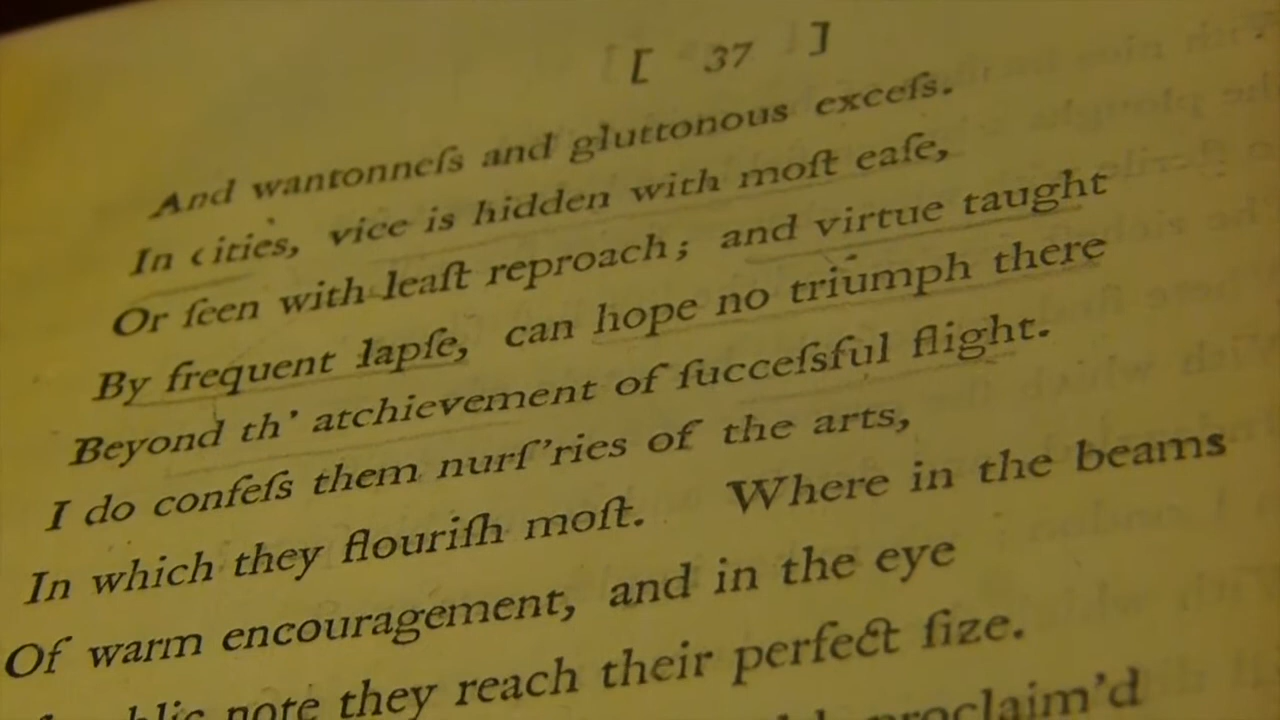 [ 37 ]
And wantonneſs and gluttonous exceſs.
In cities, vice is hidden with moſt eaſe,
Or ſeen with leaſt reproach; and virtue taught
By frequent lapſe, can hope no triumph there
Beyond th' atchievement of ſucceſsful flight.
I do confeſs them nurſ'ries of the arts,
In which they flouriſh moſt. Where in the beams
Of warm encouragement, and in the eye
note they reach their perfect ſize.
proclaim'd